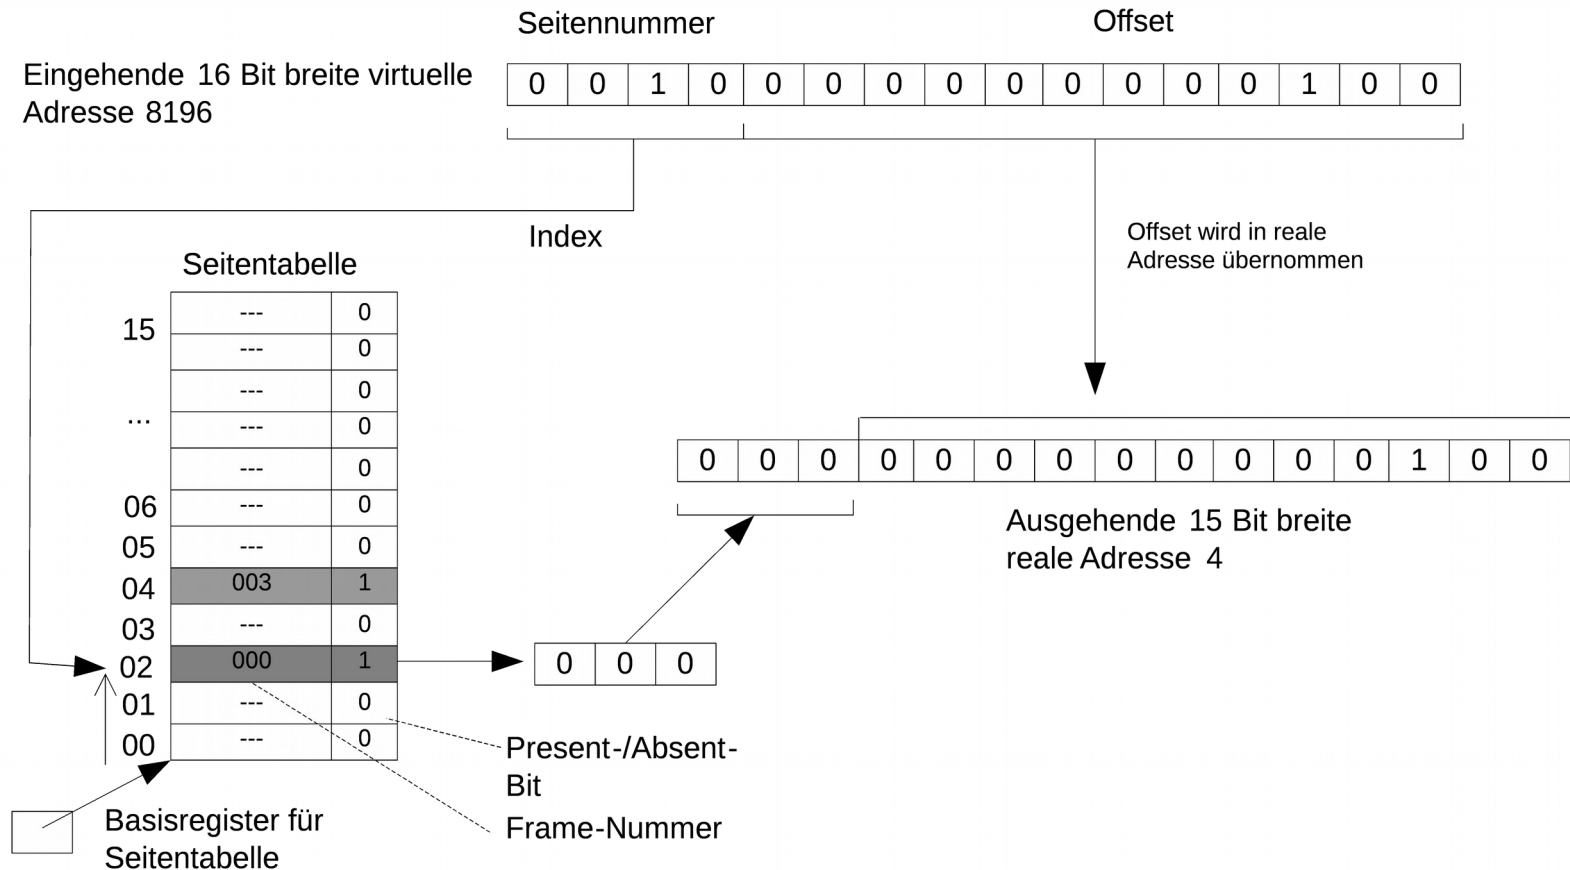 Seitennummer Offset
Eingehende 16 Bit breite virtuelle
Adresse 8196
0 0 1 0 0 0 0 0 0 0 0 0 0 1 0 0
Index
Offset wird in reale
Adresse übernommen
Seitentabelle
15 --- 0
--- 0
--- 0
... --- 0
--- 0
06 --- 0
05 --- 0
04 003 1
03 --- 0
02 000 1
01 --- 0
00 --- 0
0 0 0 0 0 0 0 0 0 0 0 0 1 0 0
Ausgehende 15 Bit breite
reale Adresse 4
0 0 0
Present-/Absent-
Bit
Frame-Nummer
Basisregister für
Seitentabelle